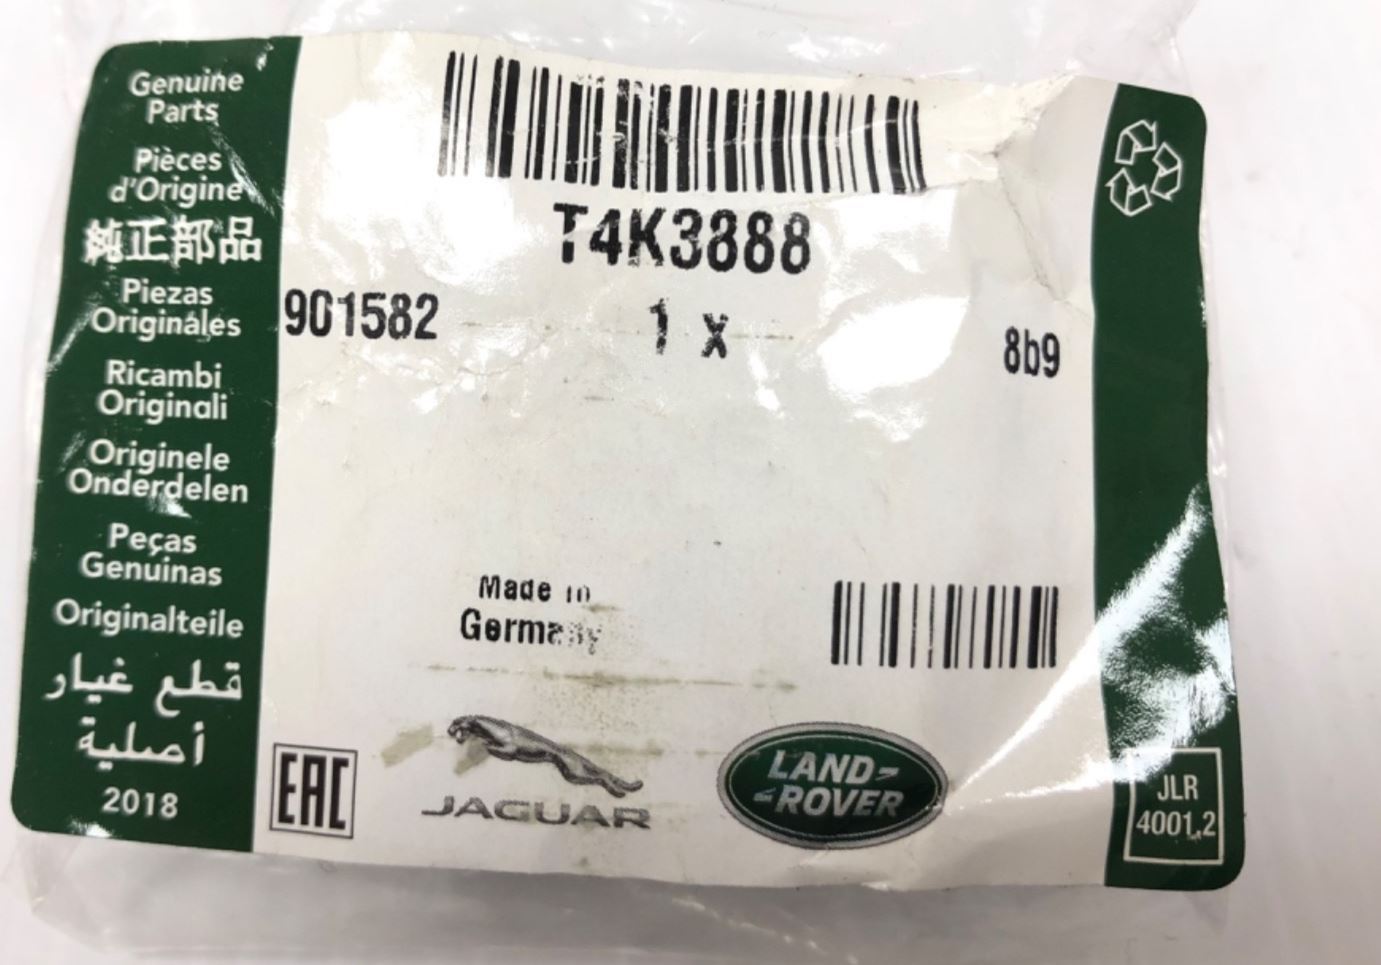 Genuine
Parts
Pièces
d'Origine
純正部品
Piezas
Originales
Ricambi
Originali
Originele
Onderdelen
Peças
Genuinas
Originalteile
قطع غيار
أصلية
2018
T4K3888
901582
1 x
8b9
Made in
Germany
EAC
JAGUAR
LAND-
-ROVER
JLR
4001,2